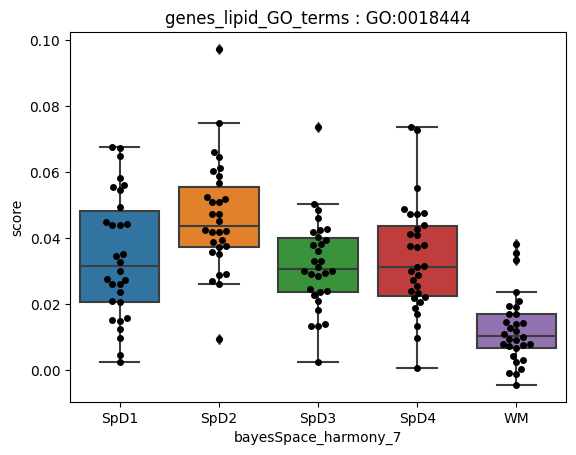 genes_lipid_GO_terms : GO:0018444
0.10
0.08
0.06
0.04
0.02
0.00
score
SpD1 SpD2 SpD3 SpD4 WM
bayesSpace_harmony_7